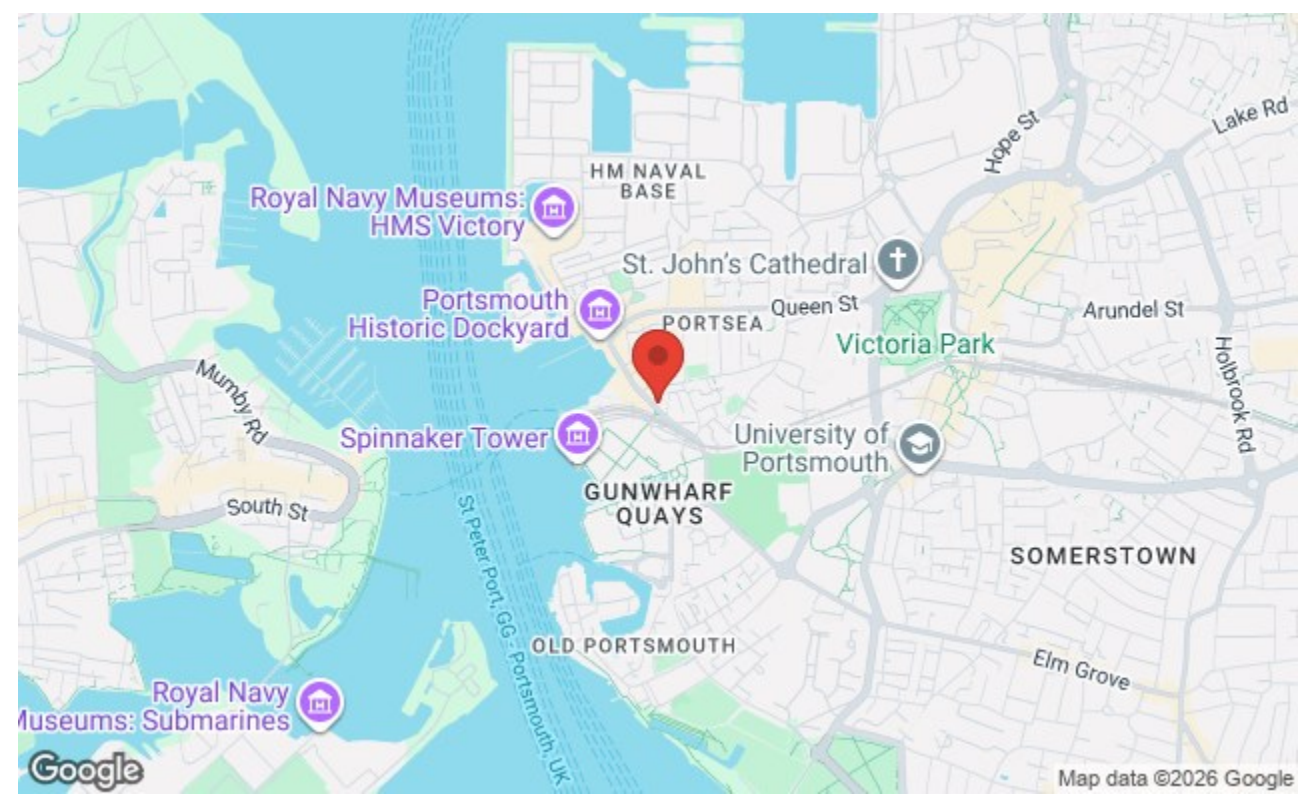 Hope St
Lake Rd
HM NAVAL
BASE
Royal Navy Museums:
HMS Victory
St. John's Cathedral
Portsmouth
Historic Dockyard
Queen St
PORTSEA
Arundel St
Victoria Park
Holbrook Rd
Mumby Rd
Spinnaker Tower
University of
Portsmouth
GUNWHARF
QUAYS
South St
St Peter Port, GG - Portsmouth, UK
SOMERSTOWN
OLD PORTSMOUTH
Elm Grove
Royal Navy
Museums: Submarines
Google
Map data ©2026 Google